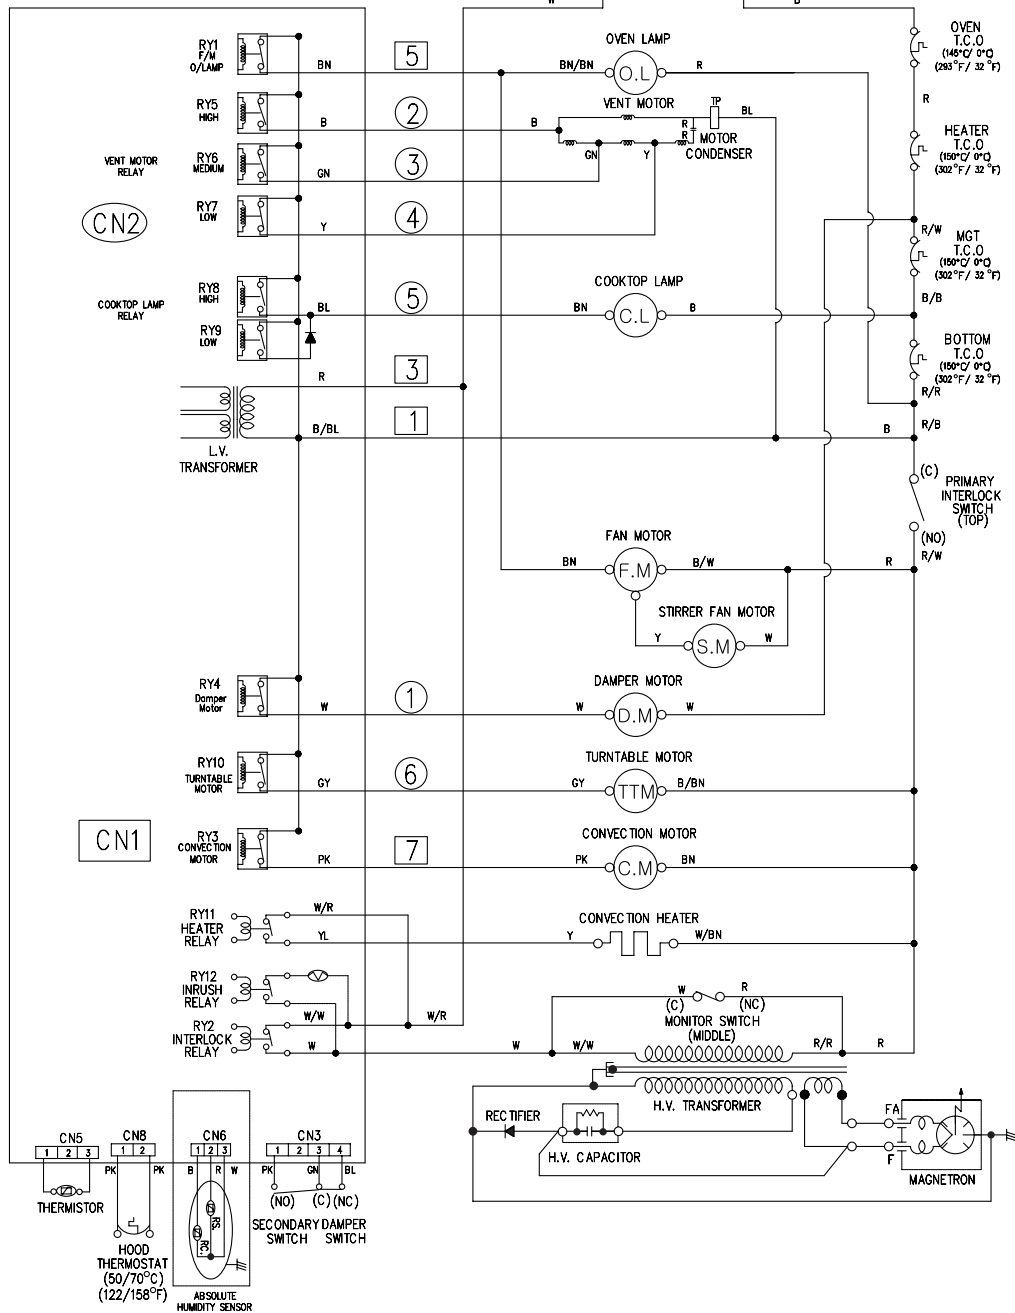 W
B
RY1
F/M
O/LAMP
BN
5
OVEN LAMP
BN/BN
O.L
R
OVEN
T.C.O
(145°C/ 0°C)
(293°F/ 32 °F)
R
RY5
HIGH
B
2
B
VENT MOTOR
TP
BL
R
R
MOTOR
CONDENSER
GN
Y
HEATER
T.C.O
(150°C/ 0°C)
(302°F/ 32 °F)
VENT MOTOR
RELAY
RY6
MEDIUM
GN
3
CN2
RY7
LOW
Y
4
R/W
MGT
T.C.O
(150°C/ 0°C)
(302°F/ 32 °F)
B/B
COOKTOP LAMP
RELAY
RY8
HIGH
BL
5
COOKTOP LAMP
BN
C.L
B
RY9
LOW
BOTTOM
T.C.O
(150°C/ 0°C)
(302°F/ 32 °F)
R/R
R
3
B/BL
1
B
R/B
L.V.
TRANSFORMER
(C)
PRIMARY
INTERLOCK
SWITCH
(TOP)
(NO)
R/W
FAN MOTOR
BN
F.M
B/W
R
STIRRER FAN MOTOR
Y
S.M
W
RY4
Damper
Motor
W
1
DAMPER MOTOR
W
D.M
W
RY10
TURNTABLE
MOTOR
GY
6
TURNTABLE MOTOR
GY
TTM
B/BN
CN1
RY3
CONVECTION
MOTOR
PK
7
CONVECTION MOTOR
PK
C.M
BN
RY11
HEATER
RELAY
W/R
YL
CONVECTION HEATER
Y
W/BN
RY12
INRUSH
RELAY
W
R
(C)
(NC)
MONITOR SWITCH
(MIDDLE)
RY2
INTERLOCK
RELAY
W/W
W/R
W
W
W/W
R/R
R
H.V. TRANSFORMER
RECTIFIER
H.V. CAPACITOR
FA
F
MAGNETRON
CN5
1 2 3
THERMISTOR
CN8
1 2
PK
PK
HOOD
THERMOSTAT
(50/70°C)
(122/158°F)
CN6
1 2 3
B
R
W
RS.
RC.
ABSOLUTE
HUMIDITY SENSOR
CN3
1 2 3 4
PK
GN
BL
(NO)
(C)
(NC)
SECONDARY DAMPER
SWITCH SWITCH